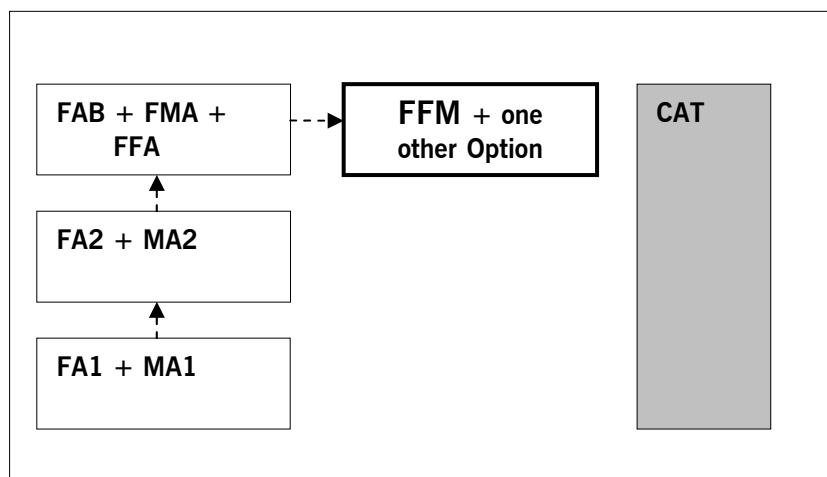 FAB + FMA +
FFA
FFM + one
other Option
CAT
FA2 + MA2
FA1 + MA1